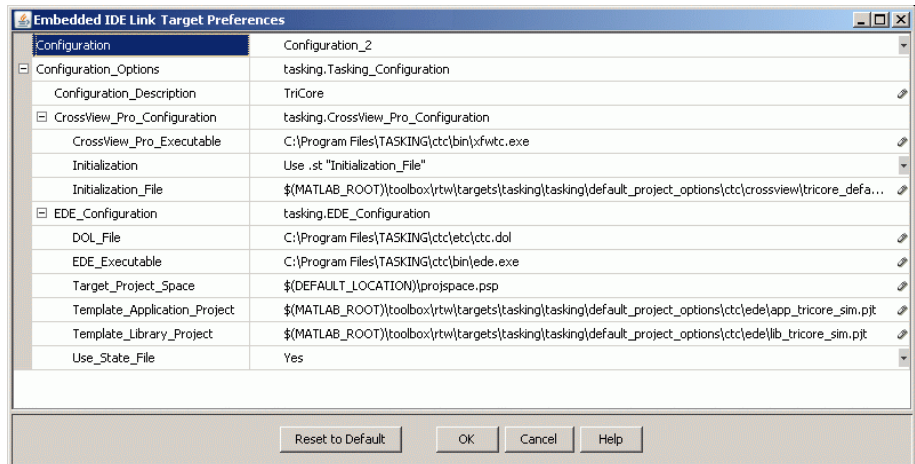 Embedded IDE Link Target Preferences
Configuration Configuration_2
Configuration_Options tasking.Tasking_Configuration
Configuration_Description TriCore
CrossView_Pro_Configuration tasking.CrossView_Pro_Configuration
CrossView_Pro_Executable C:\Program Files\TASKING\ctc\bin\xfwtc.exe
Initialization Use .st "Initialization_File"
Initialization_File $(MATLAB_ROOT)\toolbox\rtw\targets\tasking\tasking\default_project_options\ctc\crossview\tricore_defa...
EDE_Configuration tasking.EDE_Configuration
DOL_File C:\Program Files\TASKING\ctc\etc\ctc.dol
EDE_Executable C:\Program Files\TASKING\ctc\bin\ede.exe
Target_Project_Space $(DEFAULT_LOCATION)\projspace.psp
Template_Application_Project $(MATLAB_ROOT)\toolbox\rtw\targets\tasking\tasking\default_project_options\ctc\ede\app_tricore_sim.pjt
Template_Library_Project $(MATLAB_ROOT)\toolbox\rtw\targets\tasking\tasking\default_project_options\ctc\ede\lib_tricore_sim.pjt
Use_State_File Yes
Reset to Default OK Cancel Help